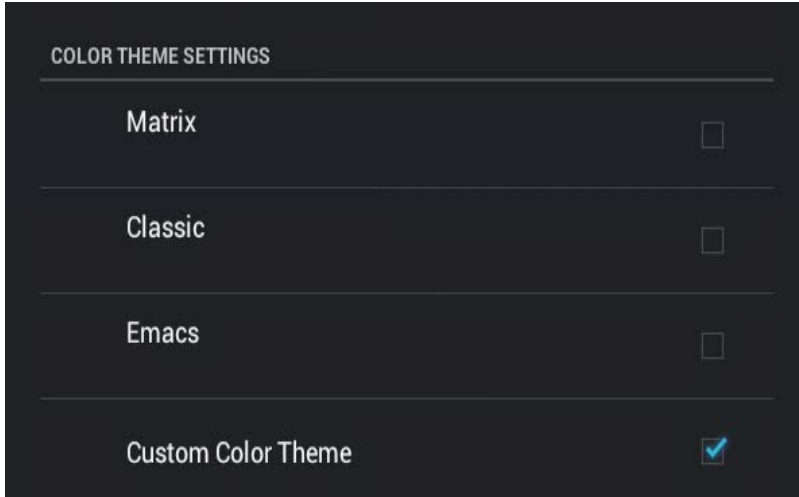 COLOR THEME SETTINGS
Matrix
Classic
Emacs
Custom Color Theme